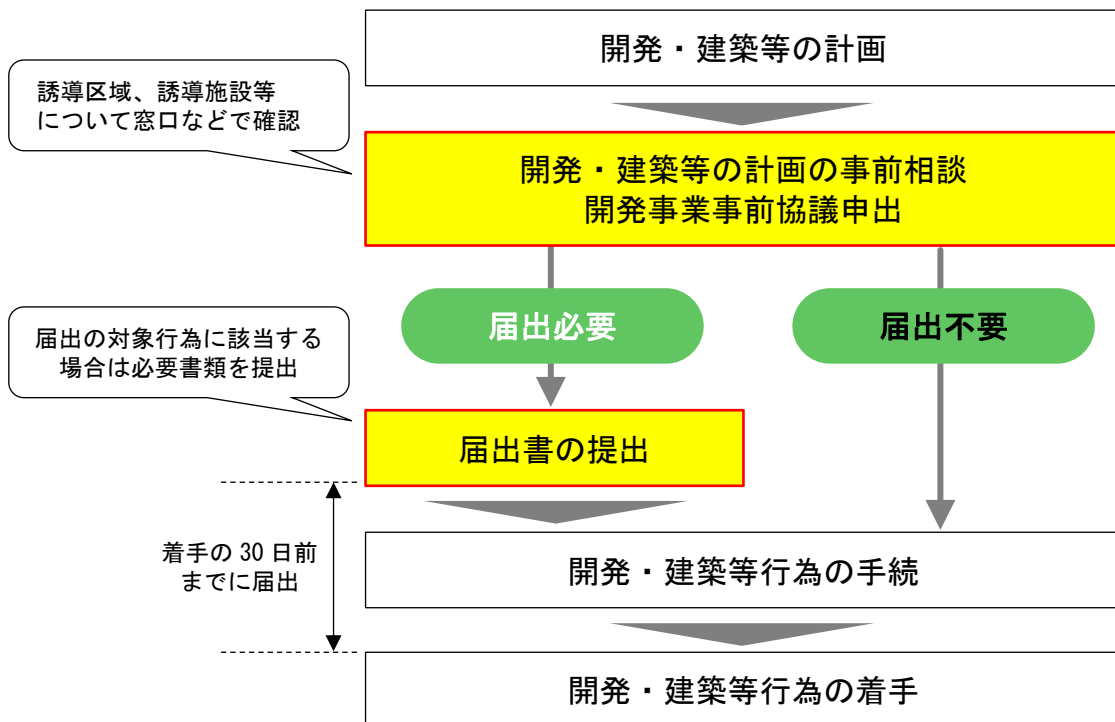 開発・建築等の計画
誘導区域、誘導施設等
について窓口などで確認
開発・建築等の計画の事前相談
開発事業事前協議申出
届出必要
届出不要
届出の対象行為に該当する
場合は必要書類を提出
届出書の提出
着手の 30 日前
までに届出
開発・建築等行為の手続
開発・建築等行為の着手